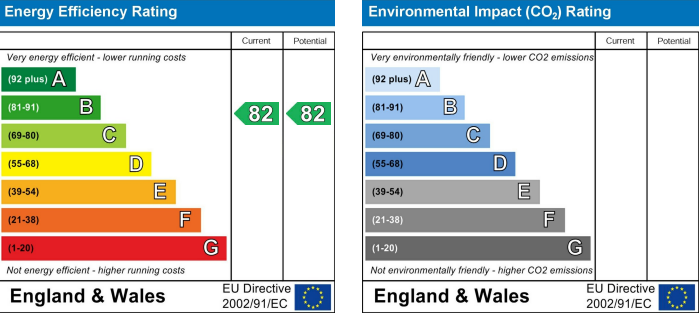 Energy Efficiency Rating
Current Potential
Very energy efficient - lower running costs
(92 plus) A
(81-91) B
82 82
(69-80) C
(55-68) D
(39-54) E
(21-38) F
(1-20) G
Not energy efficient - higher running costs
England & Wales
EU Directive
2002/91/EC
Environmental Impact (CO₂) Rating
Current Potential
Very environmentally friendly - lower CO2 emissions
(92 plus) A
(81-91) B
(69-80) C
(55-68) D
(39-54) E
(21-38) F
(1-20) G
Not environmentally friendly - higher CO2 emissions
England & Wales
EU Directive
2002/91/EC